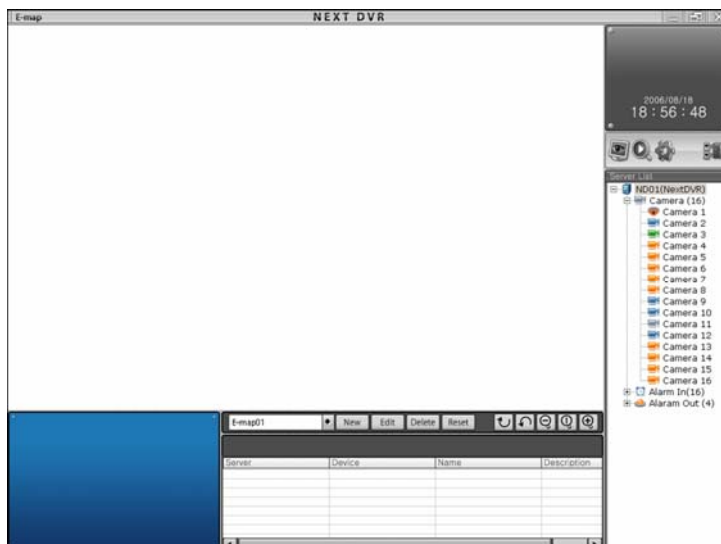 E-map
NEXT DVR
2006/08/18
18 : 56 : 48
Server List
ND01(NextDVR)
Camera (16)
Camera 1
Camera 2
Camera 3
Camera 4
Camera 5
Camera 6
Camera 7
Camera 8
Camera 9
Camera 10
Camera 11
Camera 12
Camera 13
Camera 14
Camera 15
Camera 16
Alarm In(16)
Alaram Out (4)
E-map01
New
Edit
Delete
Reset
Server
Device
Name
Description